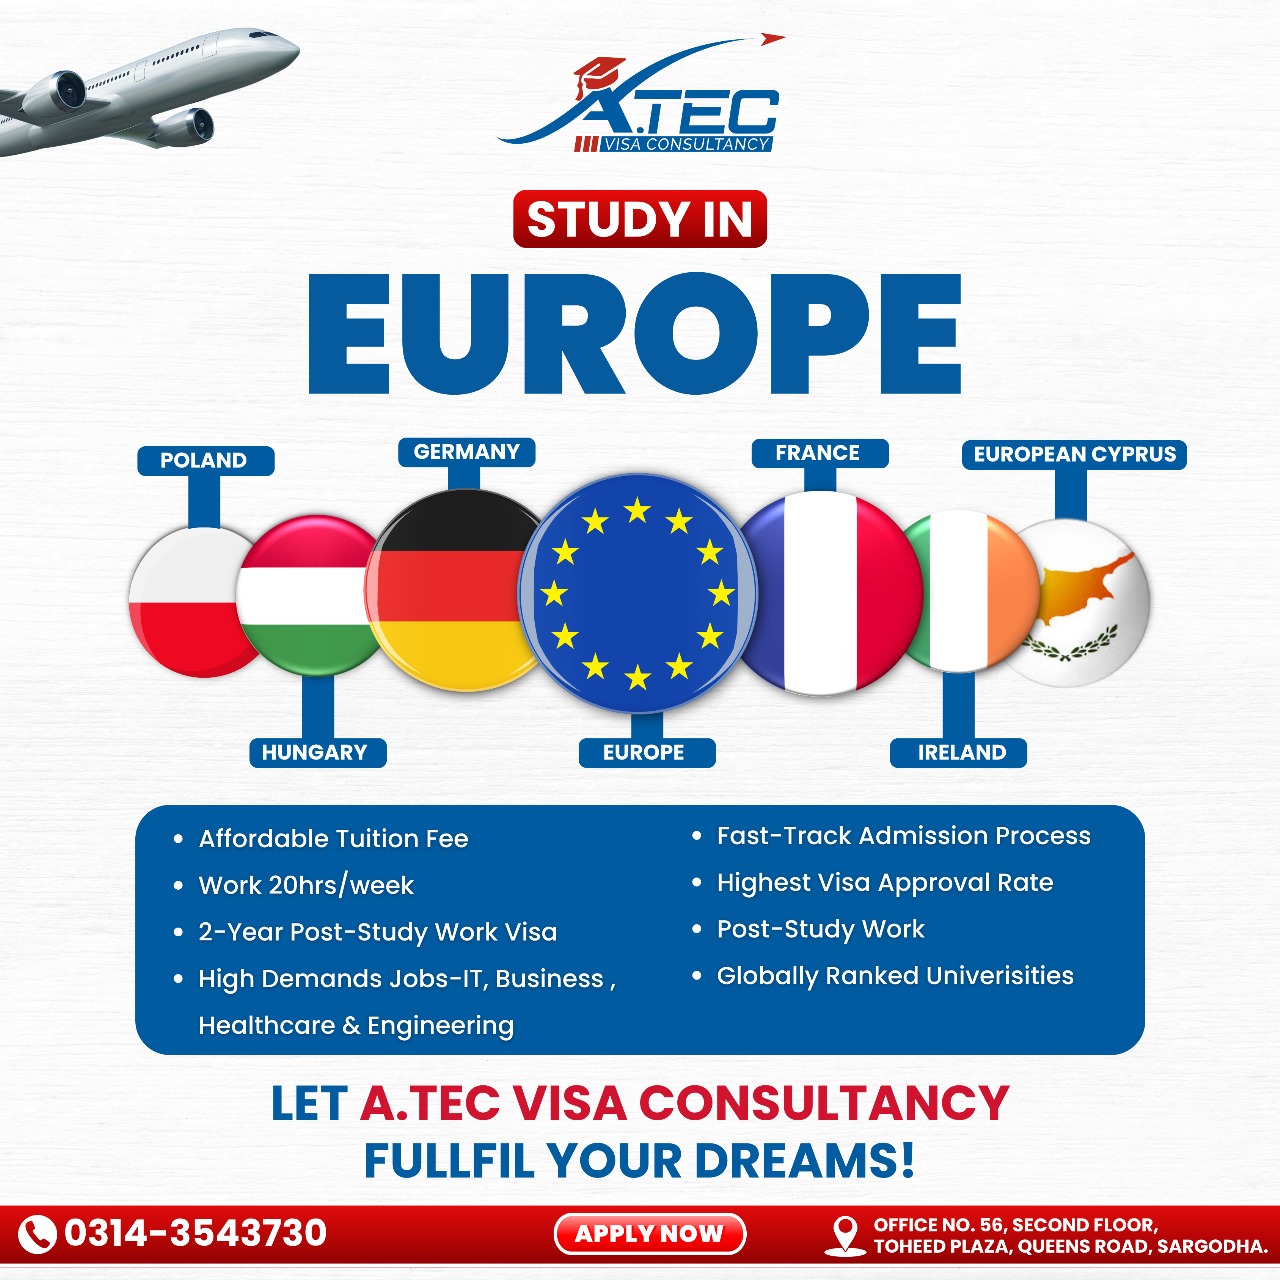 A.TEC
VISA CONSULTANCY
STUDY IN
EUROPE
POLAND
GERMANY
FRANCE
EUROPEAN CYPRUS
HUNGARY
EUROPE
IRELAND
• Affordable Tuition Fee
• Work 20hrs/week
• 2-Year Post-Study Work Visa
• High Demands Jobs-IT, Business ,
Healthcare & Engineering
• Fast-Track Admission Process
• Highest Visa Approval Rate
• Post-Study Work
• Globally Ranked Univerisities
LET A.TEC VISA CONSULTANCY
FULLFIL YOUR DREAMS!
0314-3543730
APPLY NOW
OFFICE NO. 56, SECOND FLOOR,
TOHEED PLAZA, QUEENS ROAD, SARGODHA.